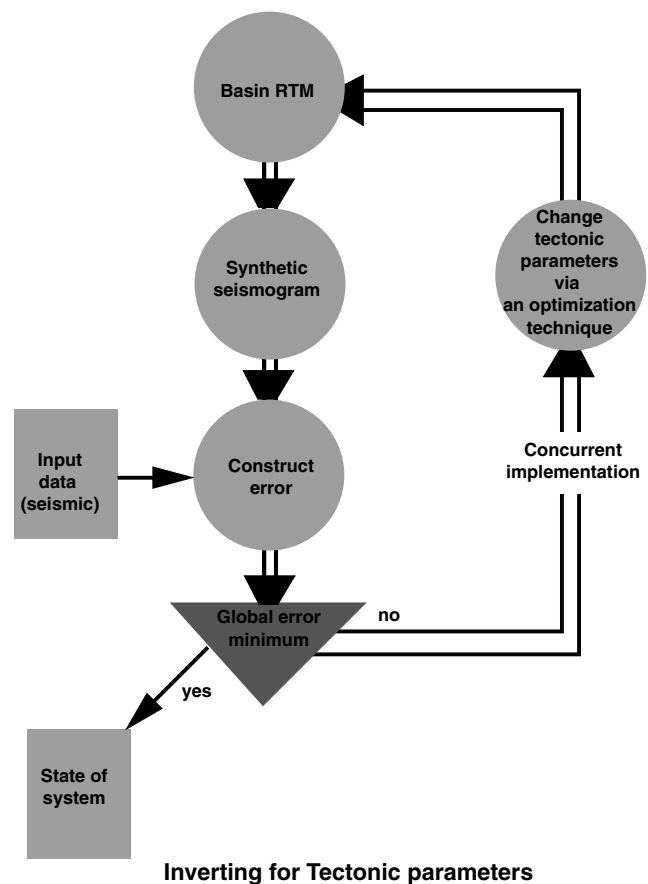 Basin RTM
Change
tectonic
parameters
via
an optimization
technique
Synthetic
seismogram
Input
data
(seismic)
Construct
error
Concurrent
implementation
Global error
minimum
no
yes
State of
system
Inverting for Tectonic parameters